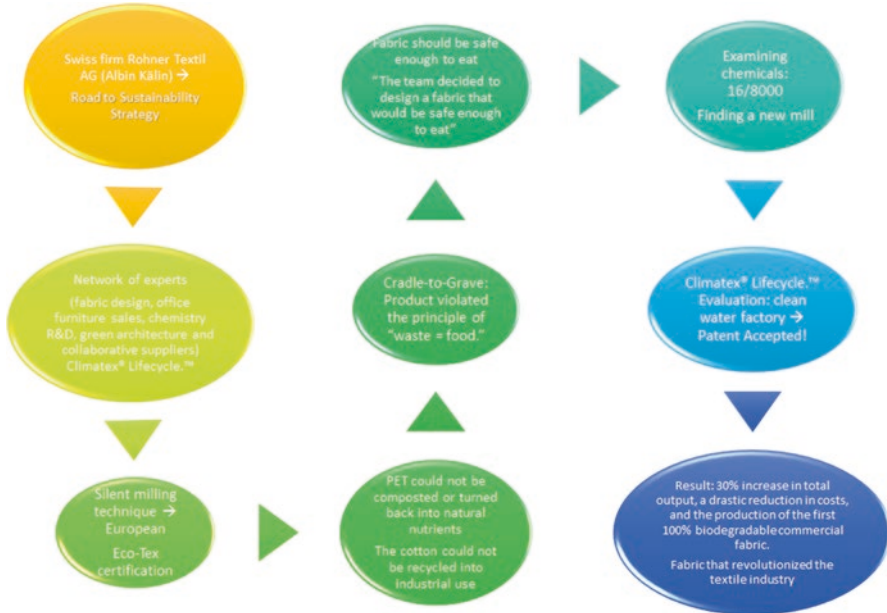 Swiss firm Rohner Textil
AG (Albin Kälin) →
Road to Sustainability
Strategy
Network of experts
(fabric design, office
furniture sales, chemistry
R&D, green architecture and
collaborative suppliers)
Climatex® Lifecycle.™
Silent milling
technique →
European
Eco-Tex
certification
PET could not be
composted or turned
back into natural
nutrients
The cotton could not
be recycled into
industrial use
Cradle-to-Grave:
Product violated
the principle of
"waste = food."
Fabric should be safe
enough to eat
"The team decided to
design a fabric that
would be safe enough
to eat"
Examining
chemicals:
16/8000
Finding a new mill
Climatex® Lifecycle.™
Evaluation: clean
water factory →
Patent Accepted!
Result: 30% increase in total
output, a drastic reduction in costs,
and the production of the first
100% biodegradable commercial
fabric.
Fabric that revolutionized the
textile industry